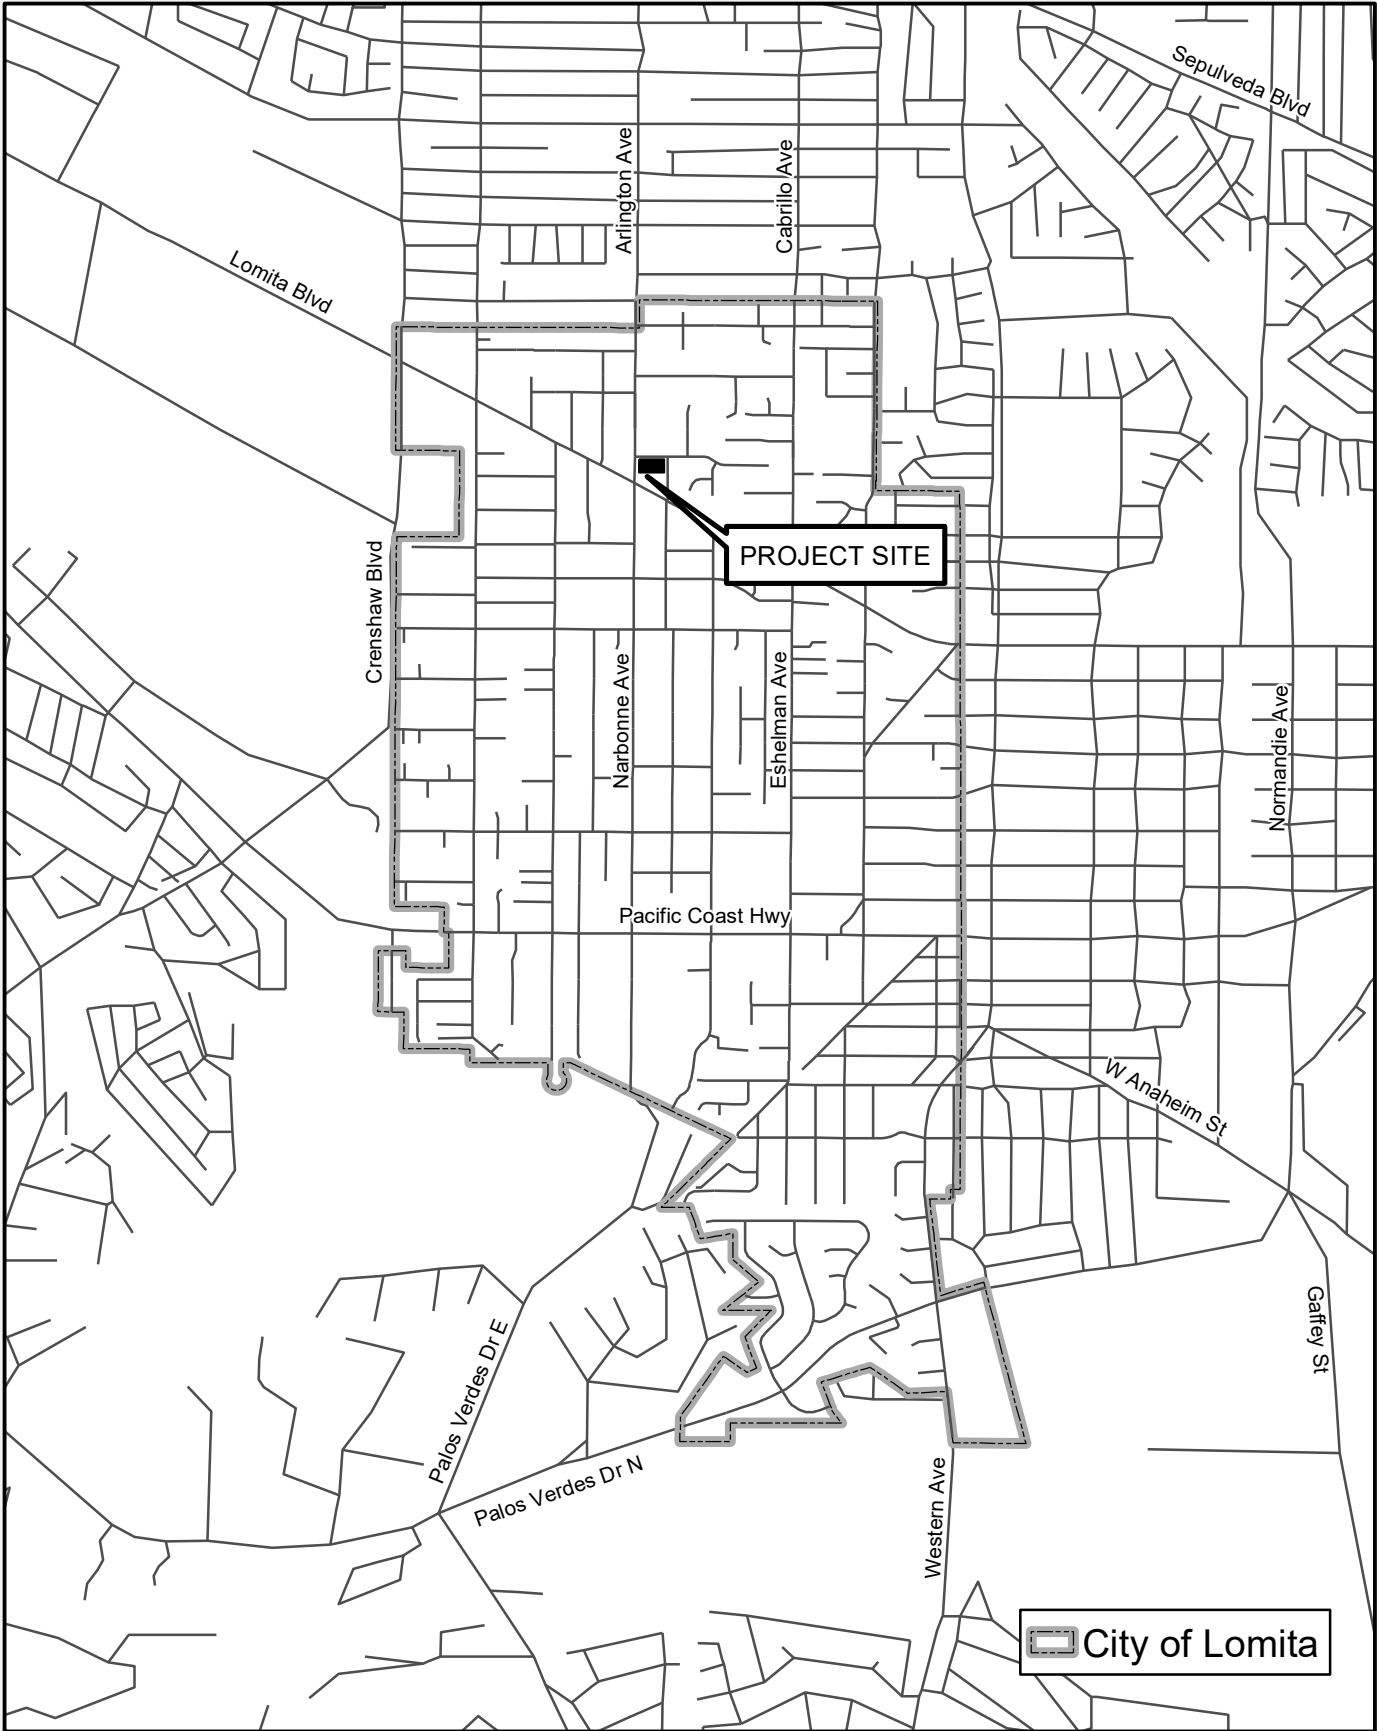 Sepulveda Blvd
Arlington Ave
Cabrillo Ave
Lomita Blvd
PROJECT SITE
Crenshaw Blvd
Narbonne Ave
Eshelman Ave
Normandie Ave
Pacific Coast Hwy
W Anaheim St
Gaffey St
Palos Verdes Dr E
Palos Verdes Dr N
Western Ave
City of Lomita